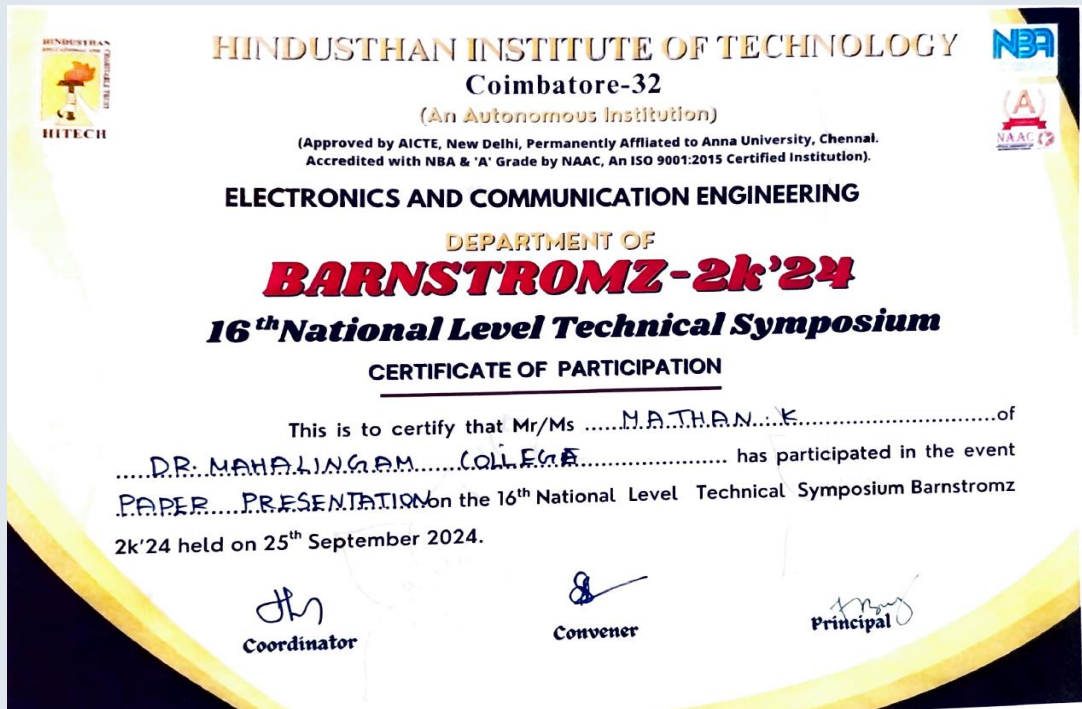 HINDUSTHAN
HITECH
HINDUSTHAN INSTITUTE OF TECHNOLOGY
NBA
Coimbatore-32
(An Autonomous Institution)
A
NAAC
(Approved by AICTE, New Delhi, Permanently Affliated to Anna University, Chennai.
Accredited with NBA & 'A' Grade by NAAC, An ISO 9001:2015 Certified Institution).
ELECTRONICS AND COMMUNICATION ENGINEERING
DEPARTMENT OF
BARNSTROMZ-2k'24
16th National Level Technical Symposium
CERTIFICATE OF PARTICIPATION
This is to certify that Mr/Ms ......MATHAN.K..............................of
.....DR.MAHALINGAM.....COLLEGE...................... has participated in the event
PAPER....PRESENTATION on the 16th National Level Technical Symposium Barnstromz
2k'24 held on 25th September 2024.
Coordinator
Convener
Principal